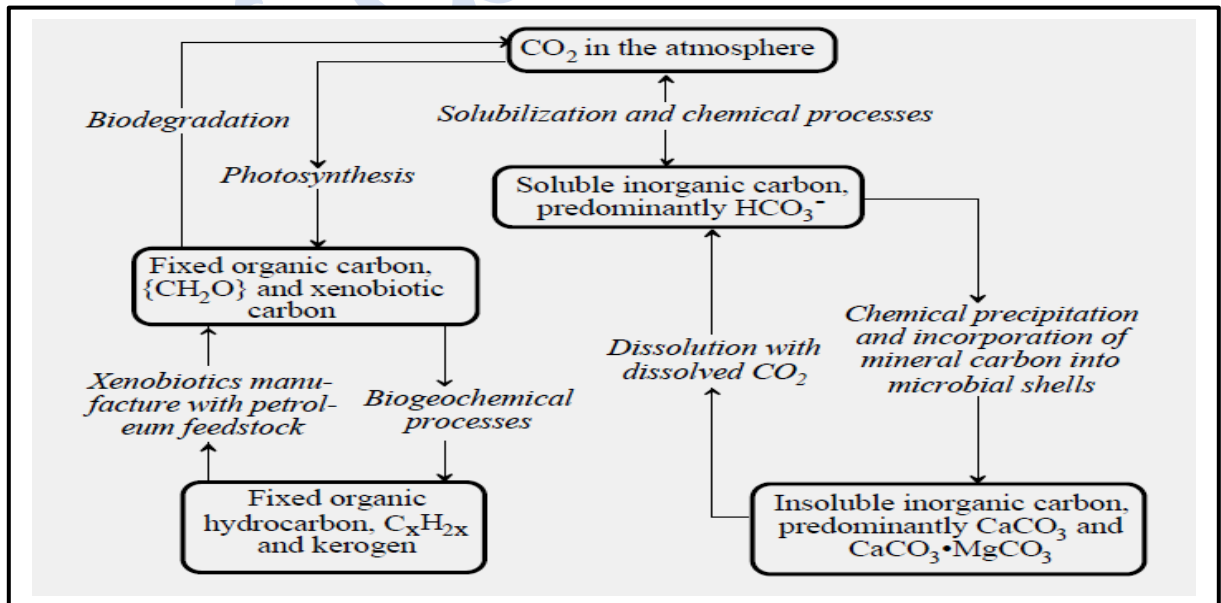 CO₂ in the atmosphere
Biodegradation
Solubilization and chemical processes
Photosynthesis
Soluble inorganic carbon,
predominantly HCO₃⁻
Fixed organic carbon,
{CH₂O} and xenobiotic
carbon
Chemical precipitation
and incorporation of
mineral carbon into
microbial shells
Dissolution with
dissolved CO₂
Xenobiotics manu-
facture with petrol-
eum feedstock
Biogeochemical
processes
Fixed organic
hydrocarbon, CₓH₂ₓ
and kerogen
Insoluble inorganic carbon,
predominantly CaCO₃ and
CaCO₃•MgCO₃